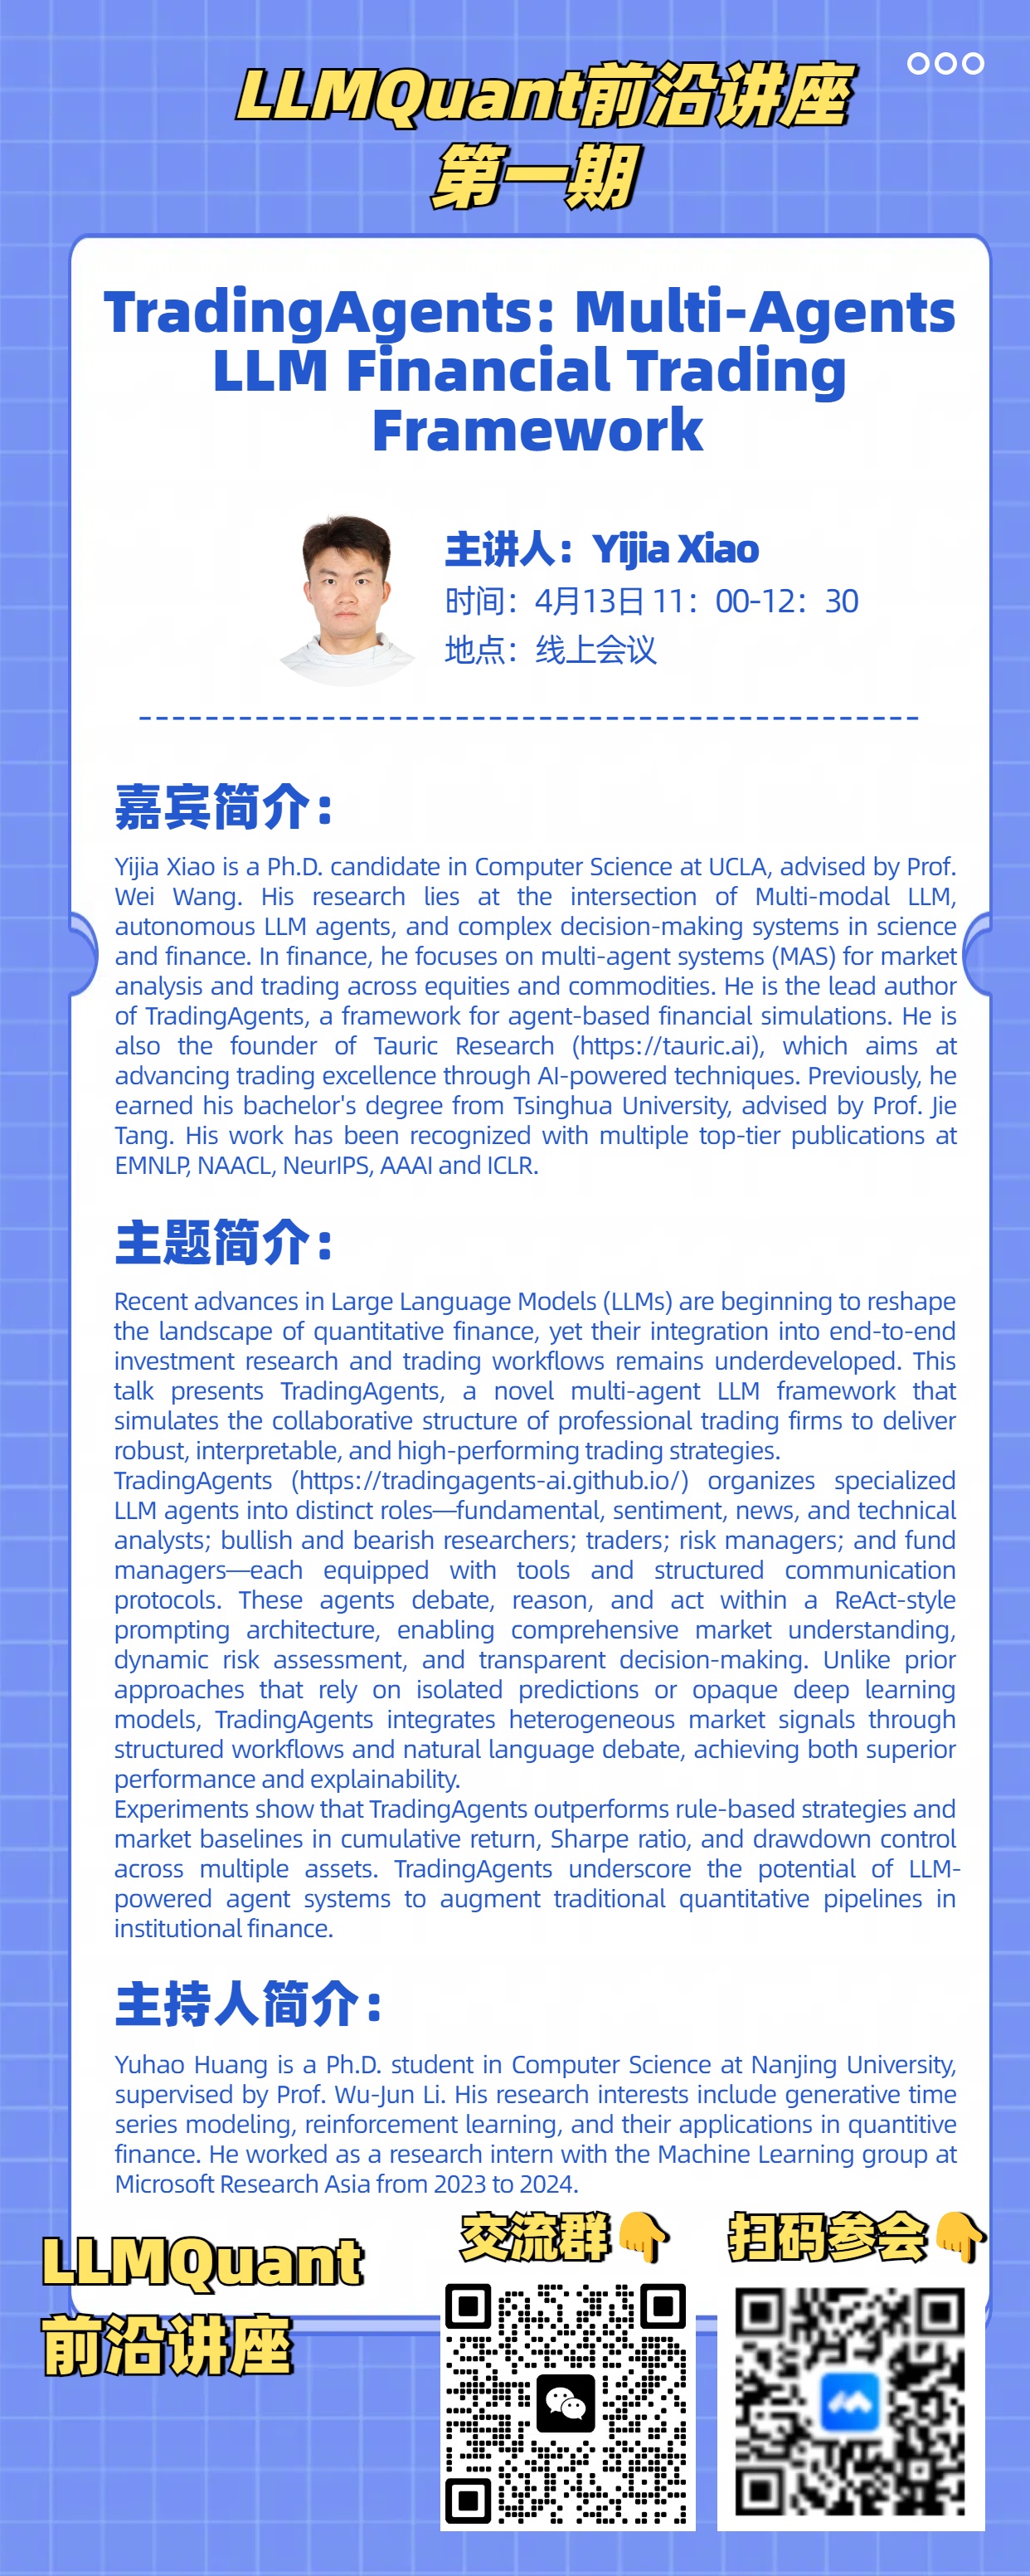 LLMQuant前沿讲座
第一期
TradingAgents: Multi-Agents
LLM Financial Trading
Framework
主讲人：Yijia Xiao
时间：4月13日 11：00-12：30
地点：线上会议
嘉宾简介：
Yijia Xiao is a Ph.D. candidate in Computer Science at UCLA, advised by Prof.
Wei Wang. His research lies at the intersection of Multi-modal LLM,
autonomous LLM agents, and complex decision-making systems in science
and finance. In finance, he focuses on multi-agent systems (MAS) for market
analysis and trading across equities and commodities. He is the lead author
of TradingAgents, a framework for agent-based financial simulations. He is
also the founder of Tauric Research (https://tauric.ai), which aims at
advancing trading excellence through AI-powered techniques. Previously, he
earned his bachelor's degree from Tsinghua University, advised by Prof. Jie
Tang. His work has been recognized with multiple top-tier publications at
EMNLP, NAACL, NeurIPS, AAAI and ICLR.
主题简介：
Recent advances in Large Language Models (LLMs) are beginning to reshape
the landscape of quantitative finance, yet their integration into end-to-end
investment research and trading workflows remains underdeveloped. This
talk presents TradingAgents, a novel multi-agent LLM framework that
simulates the collaborative structure of professional trading firms to deliver
robust, interpretable, and high-performing trading strategies.
TradingAgents (https://tradingagents-ai.github.io/) organizes specialized
LLM agents into distinct roles—fundamental, sentiment, news, and technical
analysts; bullish and bearish researchers; traders; risk managers; and fund
managers—each equipped with tools and structured communication
protocols. These agents debate, reason, and act within a ReAct-style
prompting architecture, enabling comprehensive market understanding,
dynamic risk assessment, and transparent decision-making. Unlike prior
approaches that rely on isolated predictions or opaque deep learning
models, TradingAgents integrates heterogeneous market signals through
structured workflows and natural language debate, achieving both superior
performance and explainability.
Experiments show that TradingAgents outperforms rule-based strategies and
market baselines in cumulative return, Sharpe ratio, and drawdown control
across multiple assets. TradingAgents underscore the potential of LLM-
powered agent systems to augment traditional quantitative pipelines in
institutional finance.
主持人简介：
Yuhao Huang is a Ph.D. student in Computer Science at Nanjing University,
supervised by Prof. Wu-Jun Li. His research interests include generative time
series modeling, reinforcement learning, and their applications in quantitive
finance. He worked as a research intern with the Machine Learning group at
Microsoft Research Asia from 2023 to 2024.
LLMQuant
前沿讲座
交流群👇
扫码参会👇